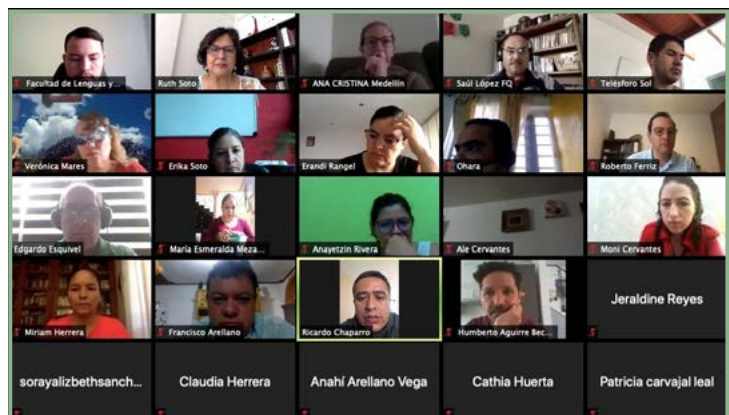 Facultad de Lenguas y...
Ruth Soto
ANA CRISTINA Medellín
Saúl López FQ
Telésforo Sol
Verónica Mares
Erika Soto
Erandi Rangel
Ohara
Roberto Ferriz
Edgardo Esquivel
María Esmeralda Meza...
Anayetzin Rivera
Ale Cervantes
Moni Cervantes
Miriam Herrera
Francisco Arellano
Ricardo Chaparro
Humberto Aguirre Bec...
Jeraldine Reyes
sorayalizbethsanch...
Claudia Herrera
Anahí Arellano Vega
Cathia Huerta
Patricia carvajal leal